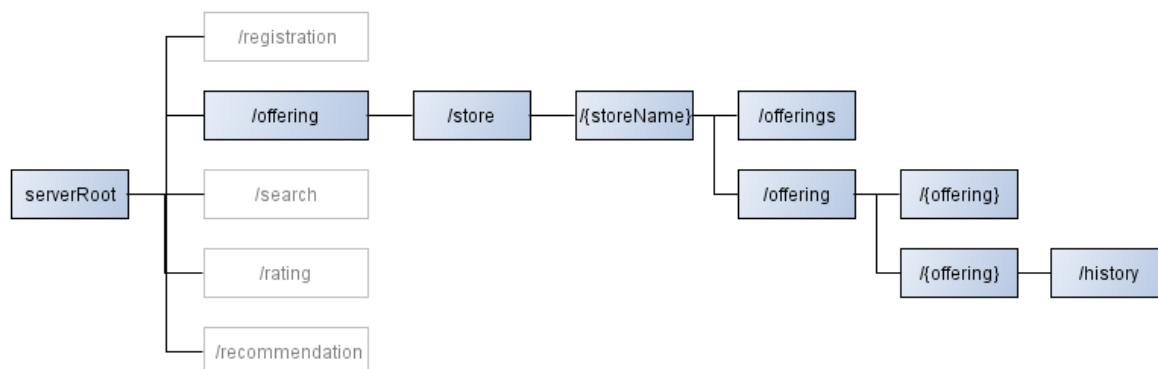 /registration
/offering
/store
/{storeName}
/offerings
serverRoot
/search
/offering
/{offering}
/rating
/{offering}
/history
/recommendation